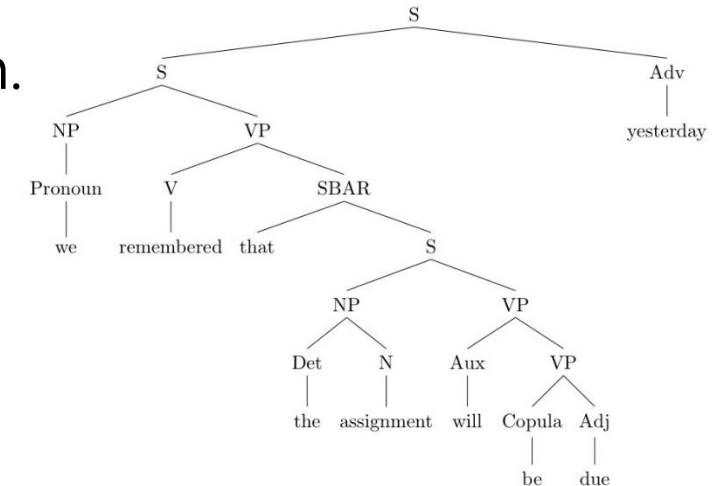 S
n.
S Adv
NP VP yesterday
Pronoun V SBAR
we remembered that S
NP VP
Det N Aux VP
the assignment will Copula Adj
be due